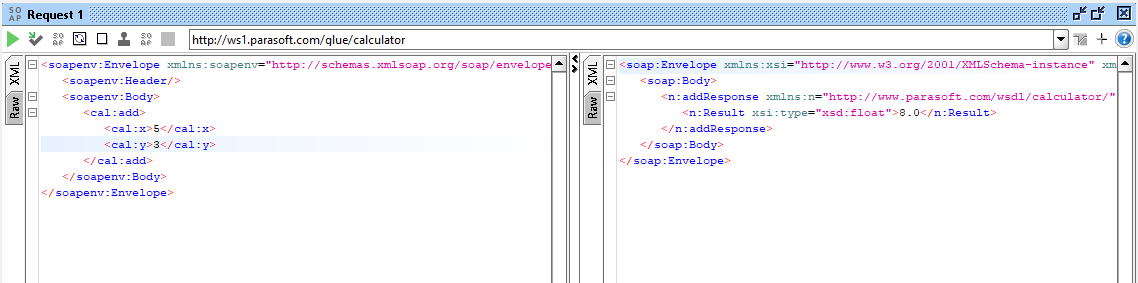 SO
AP
Request 1
SO
AP
SO
AP
http://ws1.parasoft.com/glue/calculator
?
XML
Raw
<soapenv:Envelope xmlns:soapenv="http://schemas.xmlsoap.org/soap/envelope
<soapenv:Header/>
<soapenv:Body>
<cal:add>
<cal:x>5</cal:x>
<cal:y>3</cal:y>
</cal:add>
</soapenv:Body>
</soapenv:Envelope>
XML
Raw
<soap:Envelope xmlns:xsi="http://www.w3.org/2001/XMLSchema-instance" xm
<soap:Body>
<n:addResponse xmlns:n="http://www.parasoft.com/wsdl/calculator/"
<n:Result xsi:type="xsd:float">8.0</n:Result>
</n:addResponse>
</soap:Body>
</soap:Envelope>